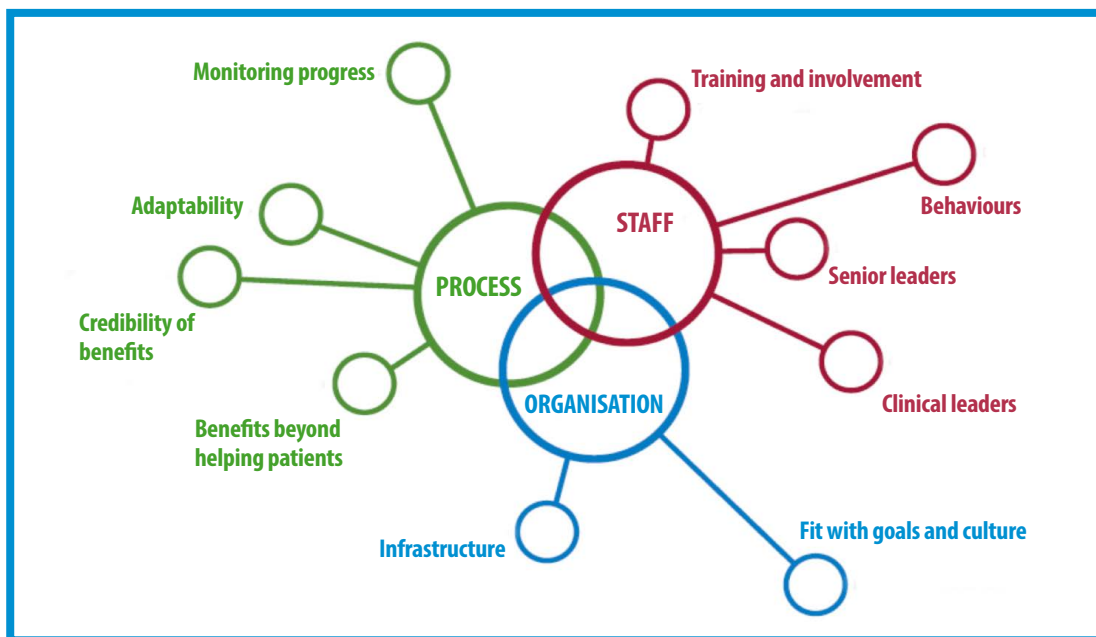 Monitoring progress
Training and involvement
Adaptability
Behaviours
STAFF
Senior leaders
PROCESS
Credibility of
benefits
Clinical leaders
ORGANISATION
Benefits beyond
helping patients
Infrastructure
Fit with goals and culture